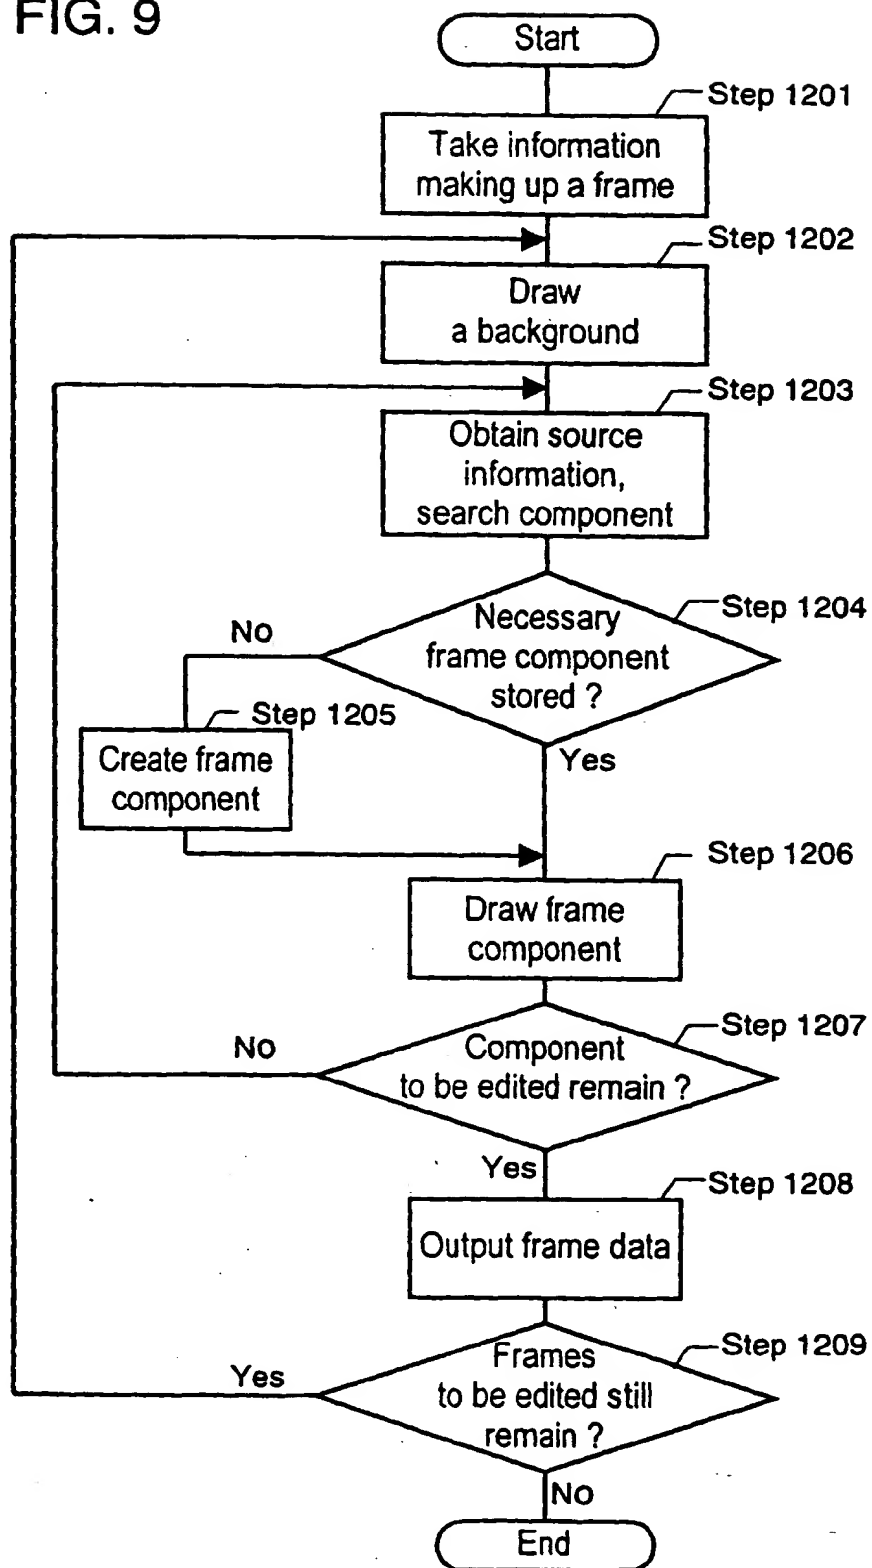 FIG. 9
Start
Step 1201
Take information
making up a frame
Step 1202
Draw
a background
Step 1203
Obtain source
information,
search component
Step 1204
Necessary
frame component
stored ?
No
Yes
Step 1205
Create frame
component
Step 1206
Draw frame
component
Step 1207
Component
to be edited remain ?
No
Yes
Step 1208
Output frame data
Step 1209
Frames
to be edited still
remain ?
Yes
No
End